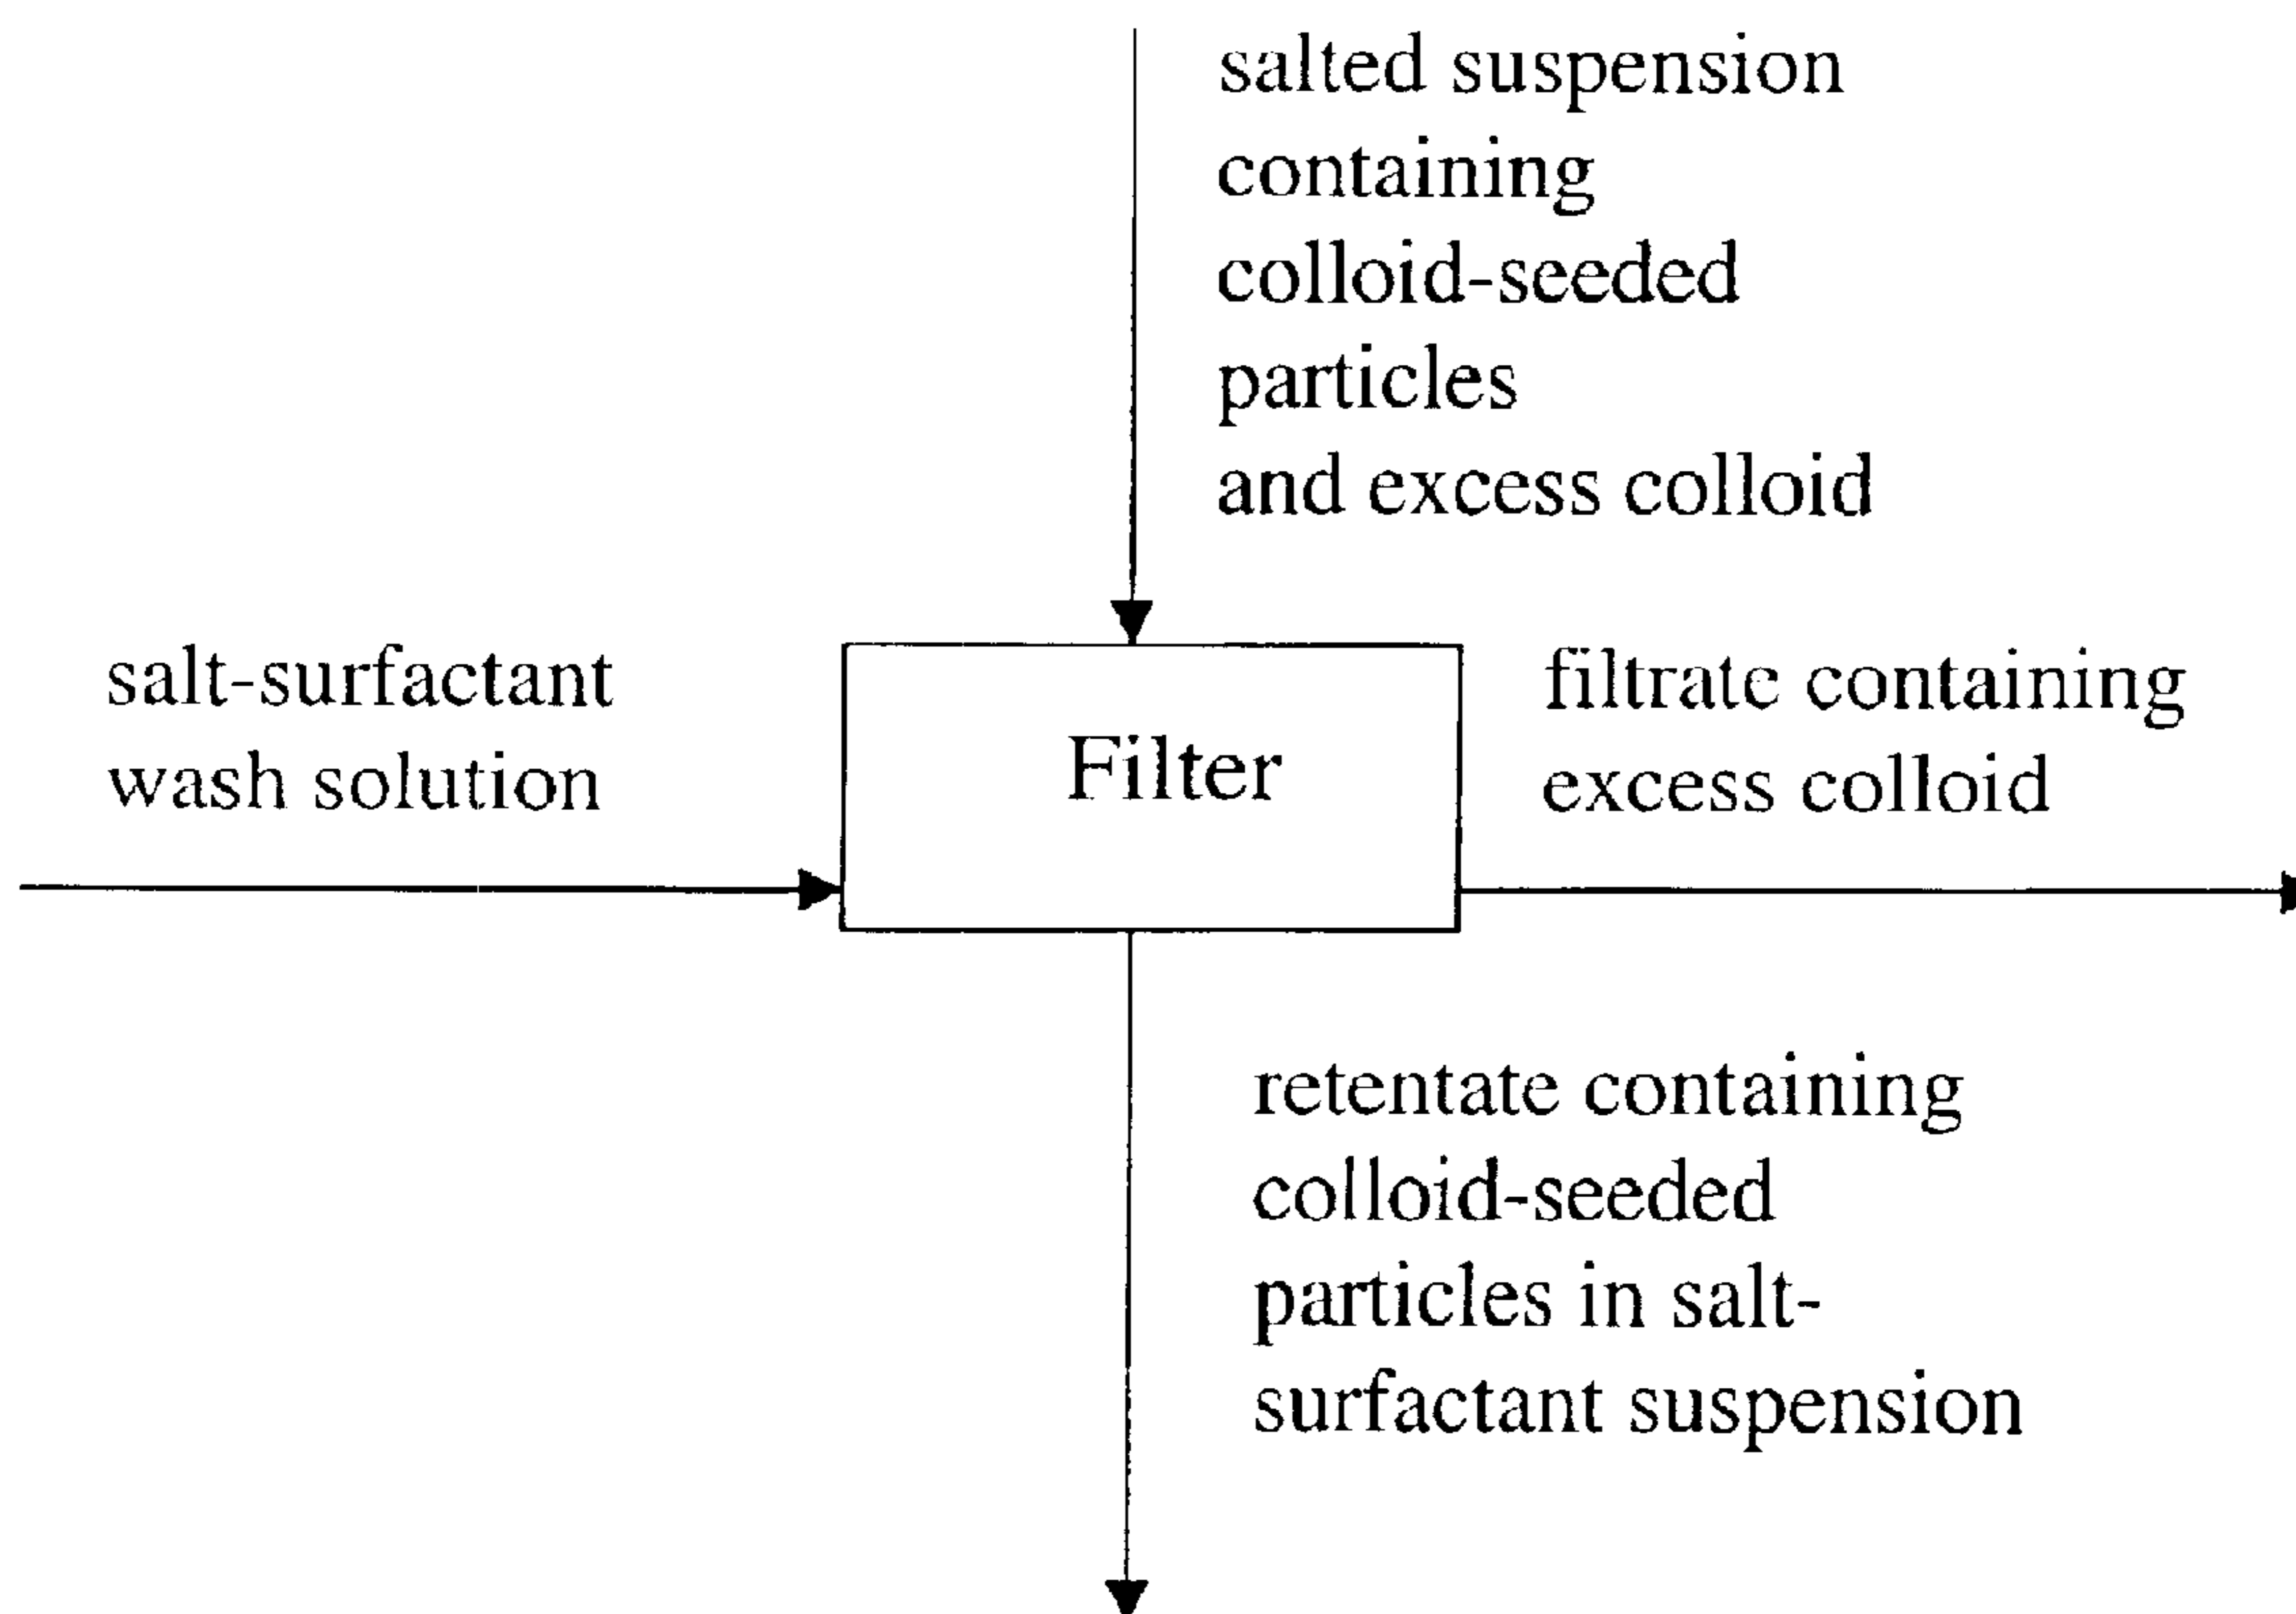 salted suspension
containing
colloid-seeded
particles
and excess colloid
salt-surfactant
wash solution
Filter
filtrate containing
excess colloid
retentate containing
colloid-seeded
particles in salt-
surfactant suspension